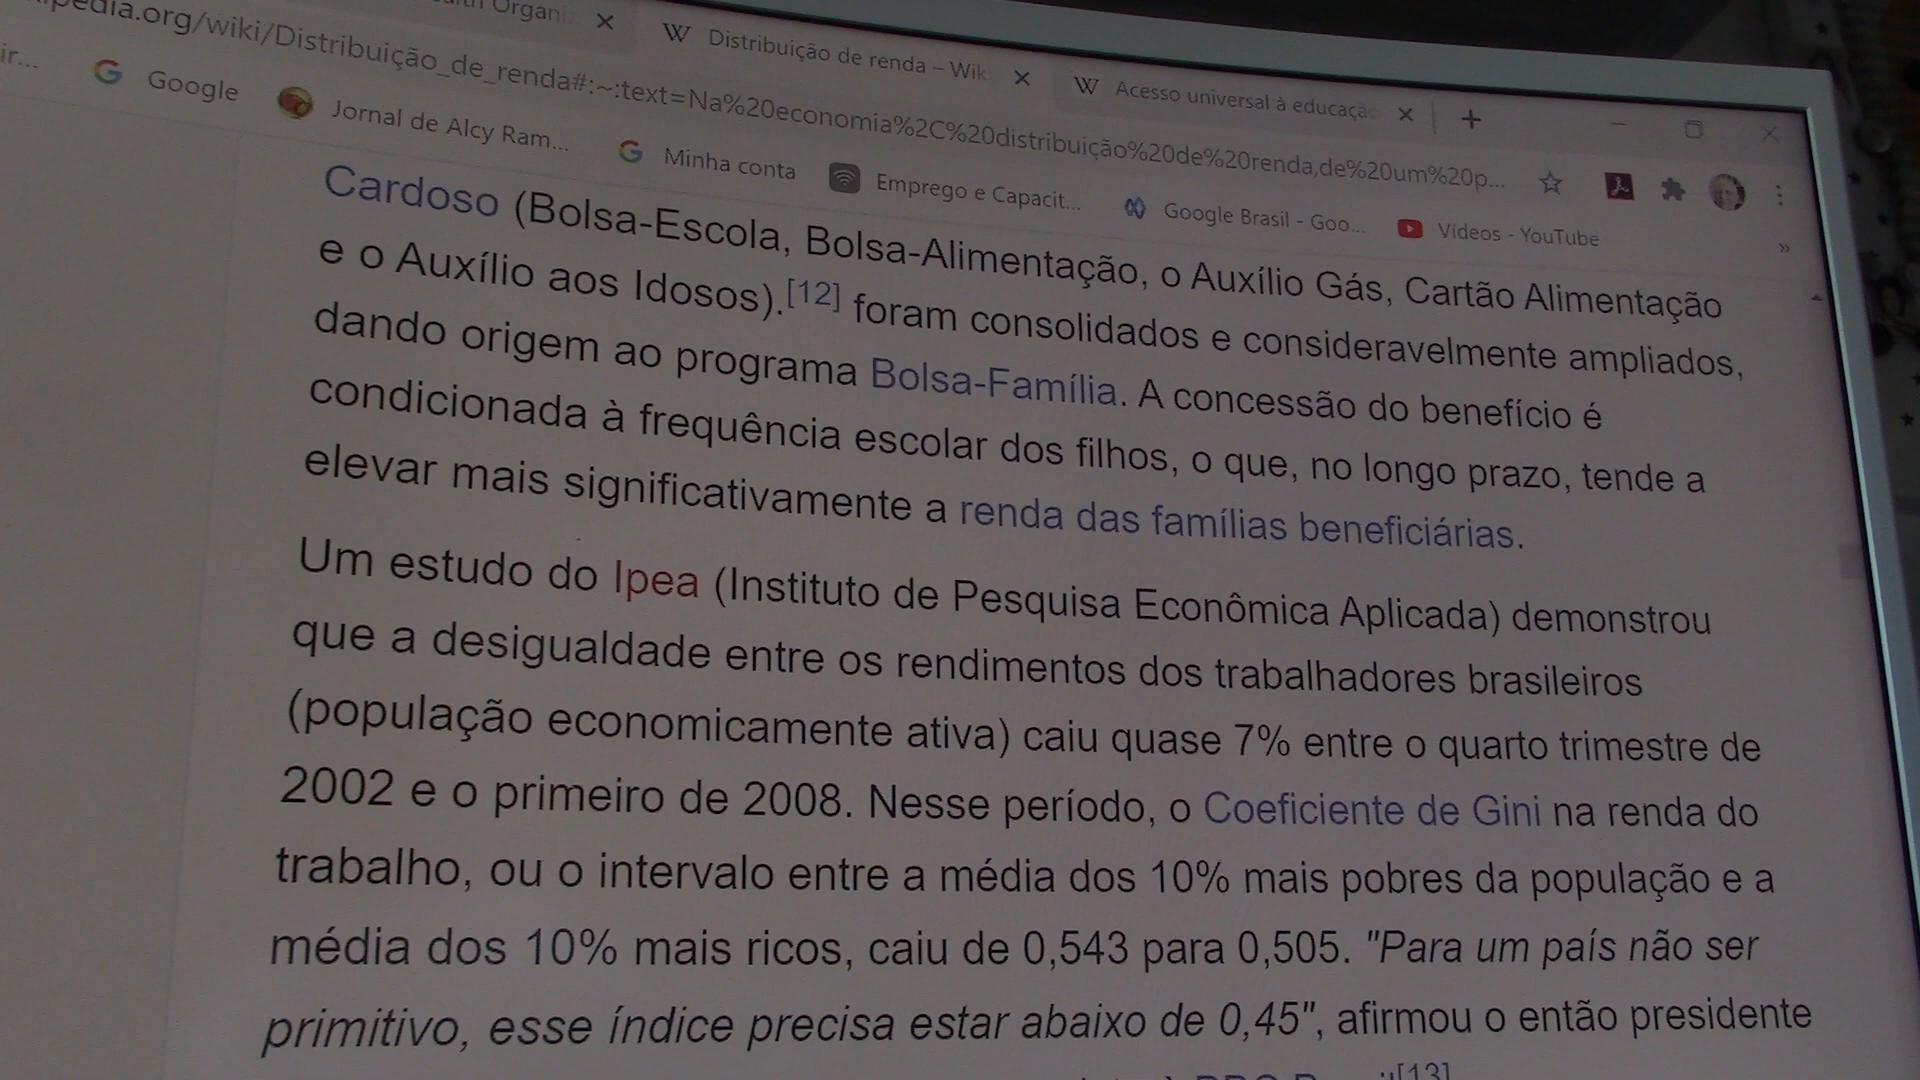 Organi
Distribuição de renda – Wik
Acesso universal à educaçã
pedia.org/wiki/Distribuição_de_renda#:~:text=Na%20economia%2C%20distribuição%20de%20renda,de%20um%20p...
ir...
Google
Jornal de Alcy Ram...
Minha conta
Emprego e Capacit...
Google Brasil - Goo...
Vídeos - YouTube
»
Cardoso (Bolsa-Escola, Bolsa-Alimentação, o Auxílio Gás, Cartão Alimentação
e o Auxílio aos Idosos).[12] foram consolidados e consideravelmente ampliados,
dando origem ao programa Bolsa-Família. A concessão do benefício é
condicionada à frequência escolar dos filhos, o que, no longo prazo, tende a
elevar mais significativamente a renda das famílias beneficiárias.
Um estudo do Ipea (Instituto de Pesquisa Econômica Aplicada) demonstrou
que a desigualdade entre os rendimentos dos trabalhadores brasileiros
(população economicamente ativa) caiu quase 7% entre o quarto trimestre de
2002 e o primeiro de 2008. Nesse período, o Coeficiente de Gini na renda do
trabalho, ou o intervalo entre a média dos 10% mais pobres da população e a
média dos 10% mais ricos, caiu de 0,543 para 0,505. "Para um país não ser
primitivo, esse índice precisa estar abaixo de 0,45", afirmou o então presidente
[13]